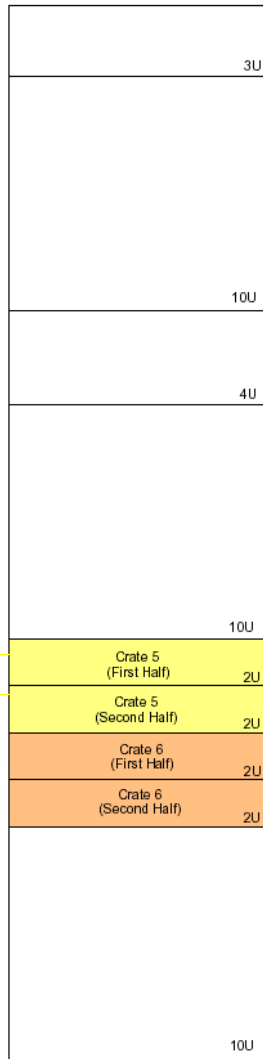 3U
10U
4U
10U
Crate 5
(First Half)
2U
Crate 5
(Second Half)
2U
Crate 6
(First Half)
2U
Crate 6
(Second Half)
2U
10U